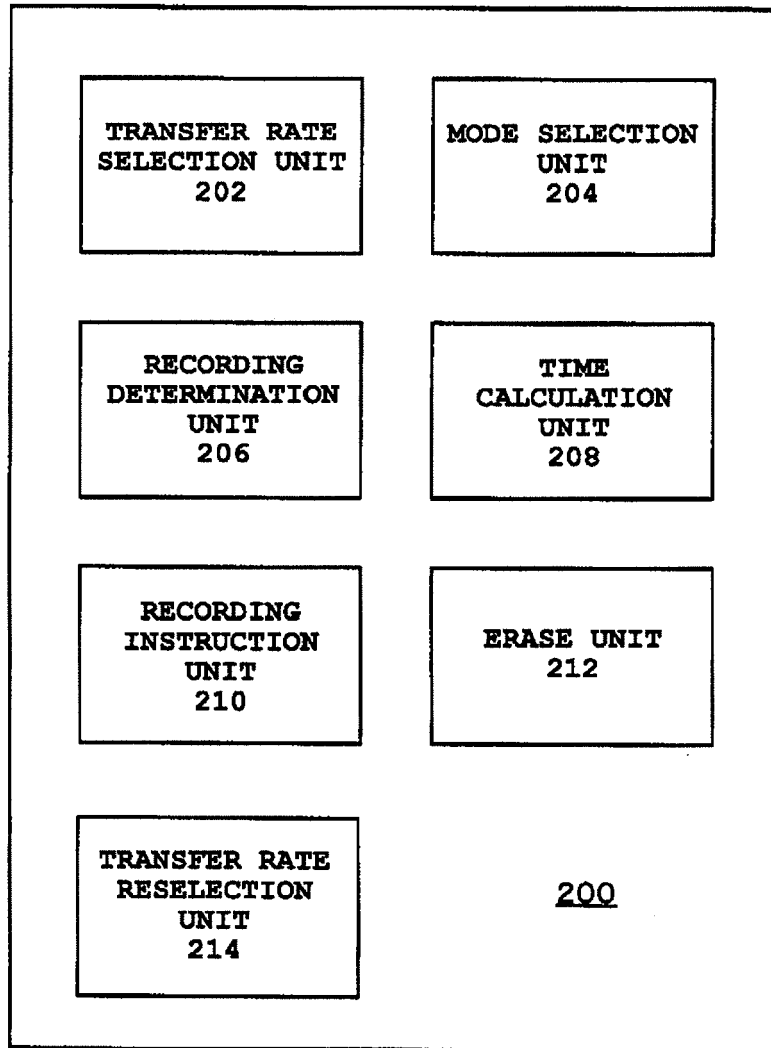 TRANSFER RATE
SELECTION UNIT
202
MODE SELECTION
UNIT
204
RECORDING
DETERMINATION
UNIT
206
TIME
CALCULATION
UNIT
208
RECORDING
INSTRUCTION
UNIT
210
ERASE UNIT
212
TRANSFER RATE
RESELECTION
UNIT
214
200